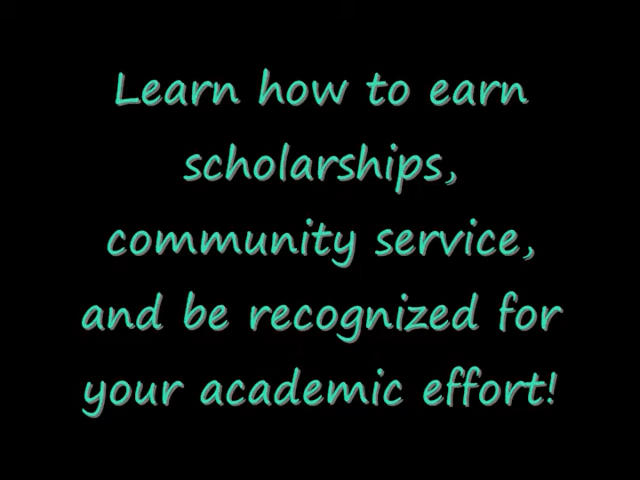 Learn how to earn
scholarships,
community service,
and be recognized for
your academic effort!